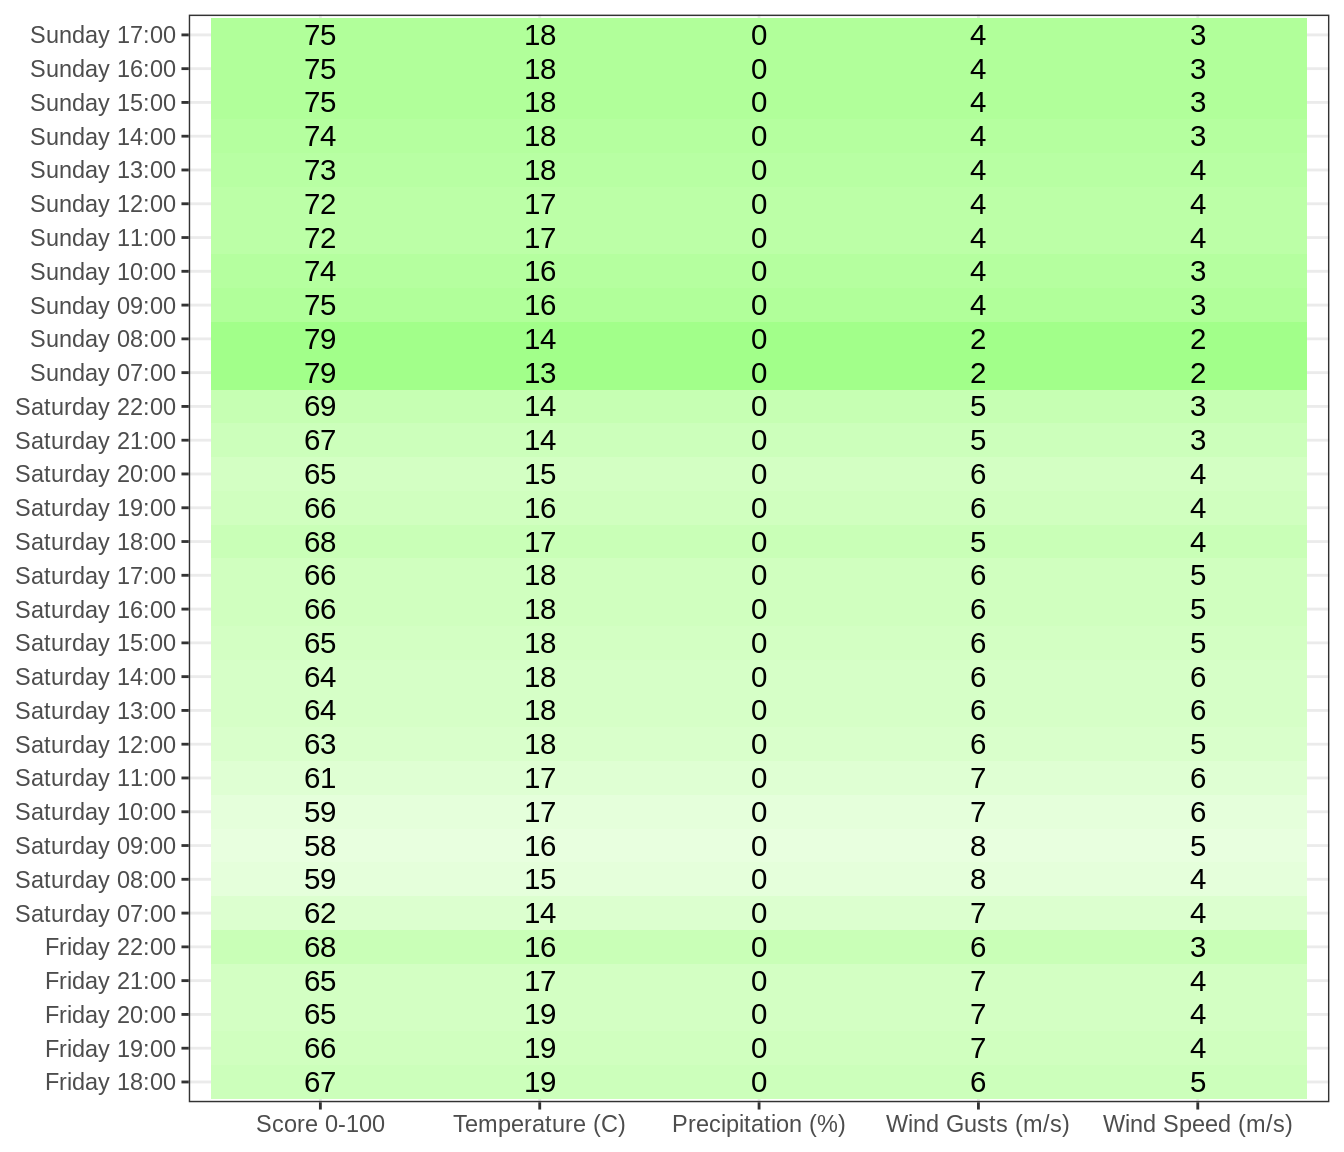 Sunday 17:00 75 18 0 4 3
Sunday 16:00 75 18 0 4 3
Sunday 15:00 75 18 0 4 3
Sunday 14:00 74 18 0 4 3
Sunday 13:00 73 18 0 4 4
Sunday 12:00 72 17 0 4 4
Sunday 11:00 72 17 0 4 4
Sunday 10:00 74 16 0 4 3
Sunday 09:00 75 16 0 4 3
Sunday 08:00 79 14 0 2 2
Sunday 07:00 79 13 0 2 2
Saturday 22:00 69 14 0 5 3
Saturday 21:00 67 14 0 5 3
Saturday 20:00 65 15 0 6 4
Saturday 19:00 66 16 0 6 4
Saturday 18:00 68 17 0 5 4
Saturday 17:00 66 18 0 6 5
Saturday 16:00 66 18 0 6 5
Saturday 15:00 65 18 0 6 5
Saturday 14:00 64 18 0 6 6
Saturday 13:00 64 18 0 6 6
Saturday 12:00 63 18 0 6 5
Saturday 11:00 61 17 0 7 6
Saturday 10:00 59 17 0 7 6
Saturday 09:00 58 16 0 8 5
Saturday 08:00 59 15 0 8 4
Saturday 07:00 62 14 0 7 4
Friday 22:00 68 16 0 6 3
Friday 21:00 65 17 0 7 4
Friday 20:00 65 19 0 7 4
Friday 19:00 66 19 0 7 4
Friday 18:00 67 19 0 6 5
Score 0-100 Temperature (C) Precipitation (%) Wind Gusts (m/s) Wind Speed (m/s)